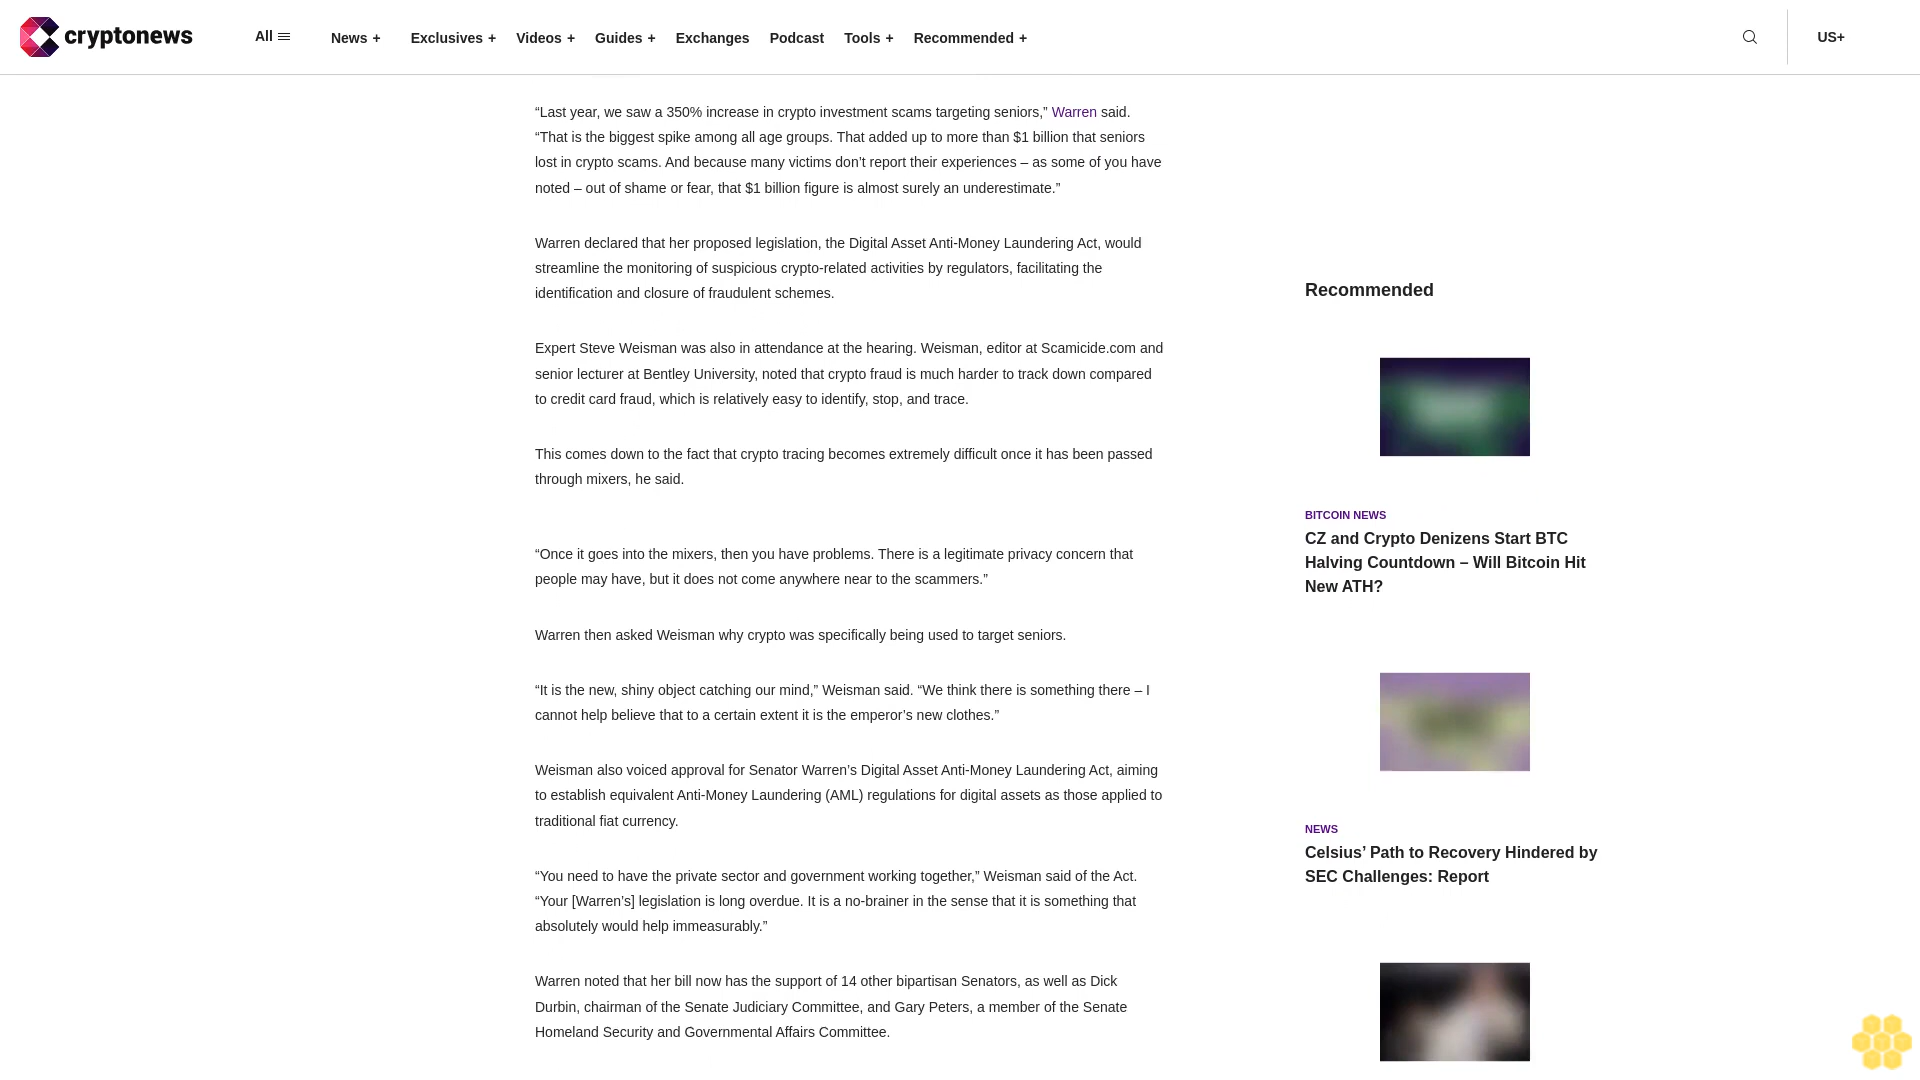 cryptonews
All
News +
Exclusives +
Videos +
Guides +
Exchanges
Podcast
Tools +
Recommended +
US+
“Last year, we saw a 350% increase in crypto investment scams targeting seniors,” Warren said.
“That is the biggest spike among all age groups. That added up to more than $1 billion that seniors
lost in crypto scams. And because many victims don’t report their experiences – as some of you have
noted – out of shame or fear, that $1 billion figure is almost surely an underestimate.”
Warren declared that her proposed legislation, the Digital Asset Anti-Money Laundering Act, would
streamline the monitoring of suspicious crypto-related activities by regulators, facilitating the
identification and closure of fraudulent schemes.
Expert Steve Weisman was also in attendance at the hearing. Weisman, editor at Scamicide.com and
senior lecturer at Bentley University, noted that crypto fraud is much harder to track down compared
to credit card fraud, which is relatively easy to identify, stop, and trace.
This comes down to the fact that crypto tracing becomes extremely difficult once it has been passed
through mixers, he said.
“Once it goes into the mixers, then you have problems. There is a legitimate privacy concern that
people may have, but it does not come anywhere near to the scammers.”
Warren then asked Weisman why crypto was specifically being used to target seniors.
“It is the new, shiny object catching our mind,” Weisman said. “We think there is something there – I
cannot help believe that to a certain extent it is the emperor’s new clothes.”
Weisman also voiced approval for Senator Warren’s Digital Asset Anti-Money Laundering Act, aiming
to establish equivalent Anti-Money Laundering (AML) regulations for digital assets as those applied to
traditional fiat currency.
“You need to have the private sector and government working together,” Weisman said of the Act.
“Your [Warren’s] legislation is long overdue. It is a no-brainer in the sense that it is something that
absolutely would help immeasurably.”
Warren noted that her bill now has the support of 14 other bipartisan Senators, as well as Dick
Durbin, chairman of the Senate Judiciary Committee, and Gary Peters, a member of the Senate
Homeland Security and Governmental Affairs Committee.
Recommended
BITCOIN NEWS
CZ and Crypto Denizens Start BTC
Halving Countdown – Will Bitcoin Hit
New ATH?
NEWS
Celsius’ Path to Recovery Hindered by
SEC Challenges: Report